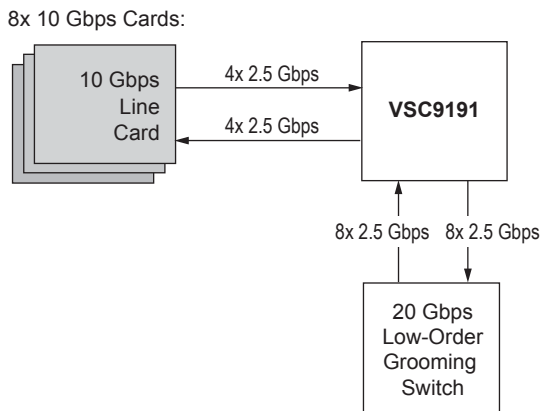 8x 10 Gbps Cards:
10 Gbps
Line
Card
4x 2.5 Gbps
4x 2.5 Gbps
VSC9191
8x 2.5 Gbps
8x 2.5 Gbps
20 Gbps
Low-Order
Grooming
Switch